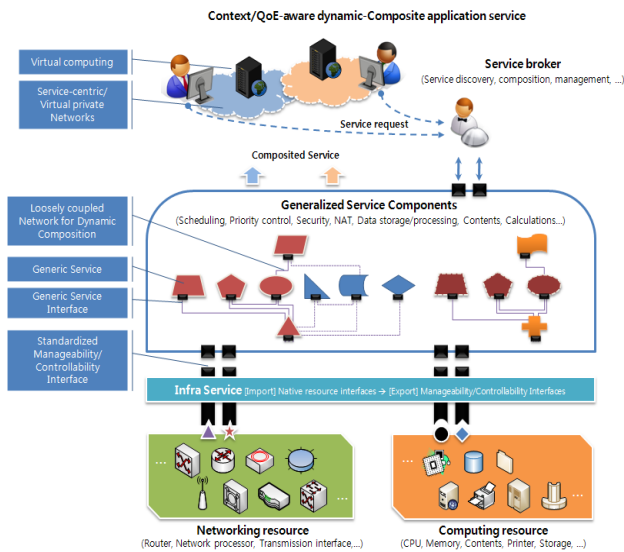 Context/QoE-aware dynamic-Composite application service
Virtual computing
Service-centric/
Virtual private
Networks
Service broker
(Service discovery, composition, management, ...)
Service request
Composited Service
Loosely coupled
Network for Dynamic
Composition
Generic Service
Generic Service
Interface
Standardized
Manageability/
Controllability
Interface
Generalized Service Components
(Scheduling, Priority control, Security, NAT, Data storage/processing, Contents, Calculations...)
Infra Service [Import] Native resource interfaces → [Export] Manageability/Controllability Interfaces
...
...
...
...
Networking resource
(Router, Network processor, Transmission interface,...)
Computing resource
(CPU, Memory, Contents, Printer, Storage, ...)